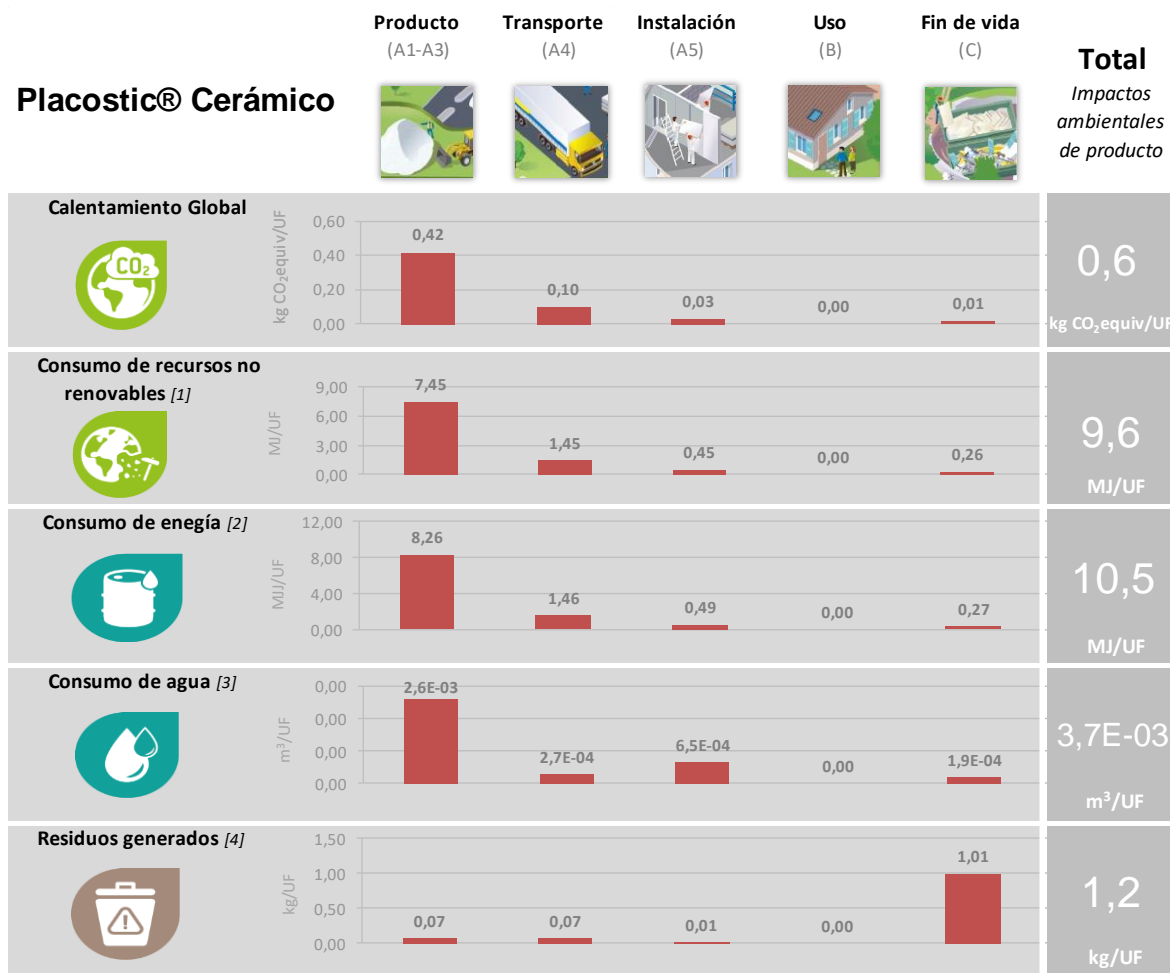 Producto
(A1-A3)
Transporte
(A4)
Instalación
(A5)
Uso
(B)
Fin de vida
(C)
Total
Impactos
ambientales
de producto
Placostic® Cerámico
Calentamiento Global
CO₂
kg CO₂equiv/UF
0,60
0,40
0,20
0,00
0,42
0,10
0,03
0,00
0,01
0,6
kg CO₂equiv/UF
Consumo de recursos no
renovables [1]
MJ/UF
9,00
6,00
3,00
0,00
7,45
1,45
0,45
0,00
0,26
9,6
MJ/UF
Consumo de enegía [2]
MJJ/UF
12,00
8,00
4,00
0,00
8,26
1,46
0,49
0,00
0,27
10,5
MJ/UF
Consumo de agua [3]
m³/UF
0,00
0,00
0,00
0,00
2,6E-03
2,7E-04
6,5E-04
0,00
1,9E-04
3,7E-03
m³/UF
Residuos generados [4]
kg/UF
1,50
1,00
0,50
0,00
0,07
0,07
0,01
0,00
1,01
1,2
kg/UF